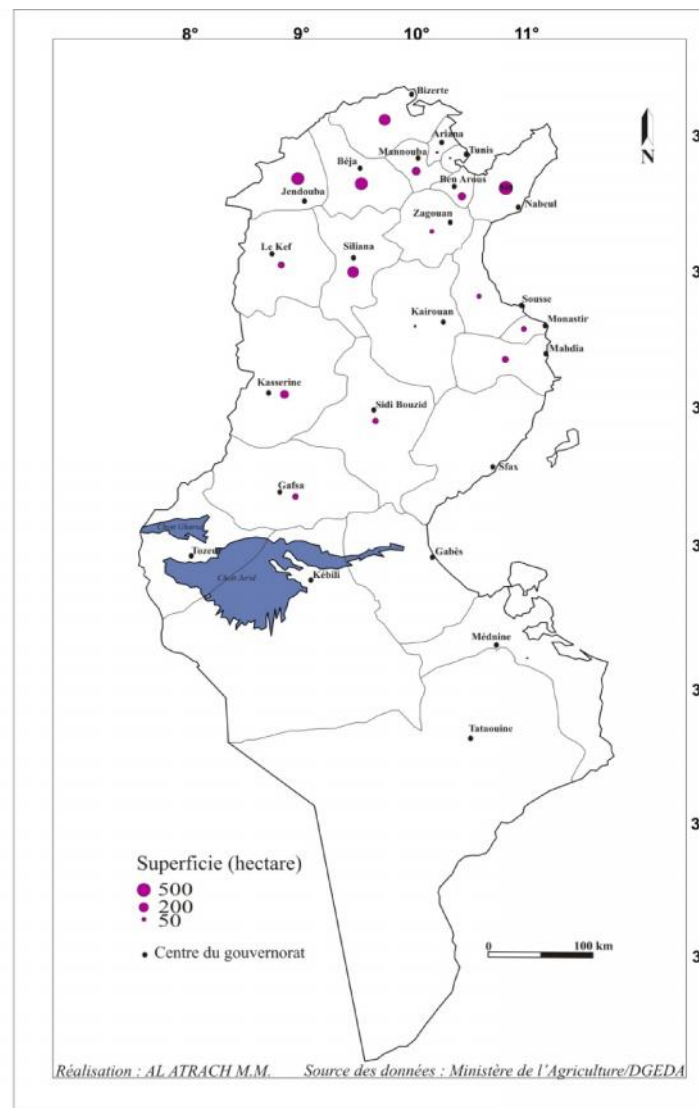 8° 9° 10° 11°
Bizerte
N
Ariana
Tunis
Mannouba
Béja
Ben Arous
Jendouba
Nabeul
Zagouan
Le Kef
Siliana
Sousse
Kairouan
Monastir
Mahdia
Kasserine
Sidi Bouzid
Sfax
Gafsa
Tozeur
Gabès
Chott Jerid
Kébili
Médnine
Tataouine
Superficie (hectare)
500
200
50
Centre du gouvernorat
0 100 km
Réalisation : AL ATRACH M.M. Source des données : Ministère de l'Agriculture/DGEDA